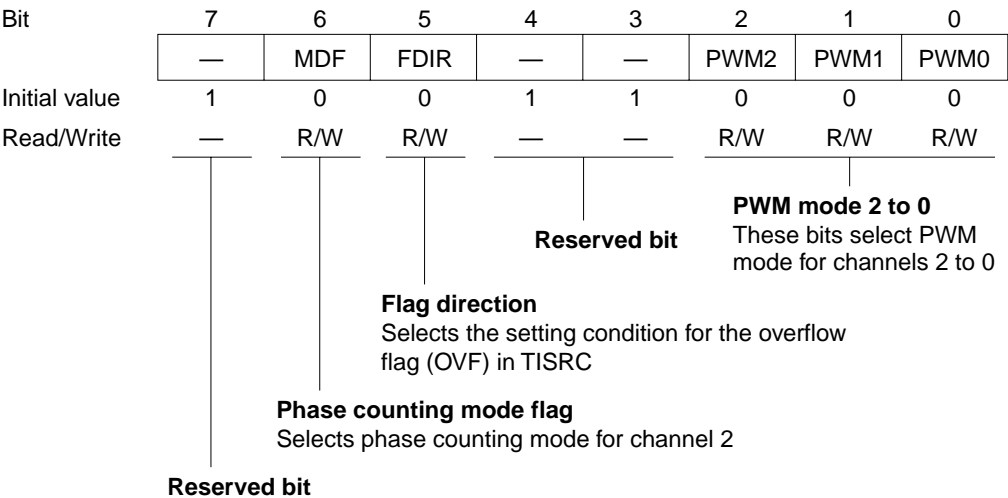 Bit 7 6 5 4 3 2 1 0
— MDF FDIR — — PWM2 PWM1 PWM0
Initial value 1 0 0 1 1 0 0 0
Read/Write — R/W R/W — — R/W R/W R/W
PWM mode 2 to 0
These bits select PWM
mode for channels 2 to 0
Reserved bit
Flag direction
Selects the setting condition for the overflow
flag (OVF) in TISRC
Phase counting mode flag
Selects phase counting mode for channel 2
Reserved bit